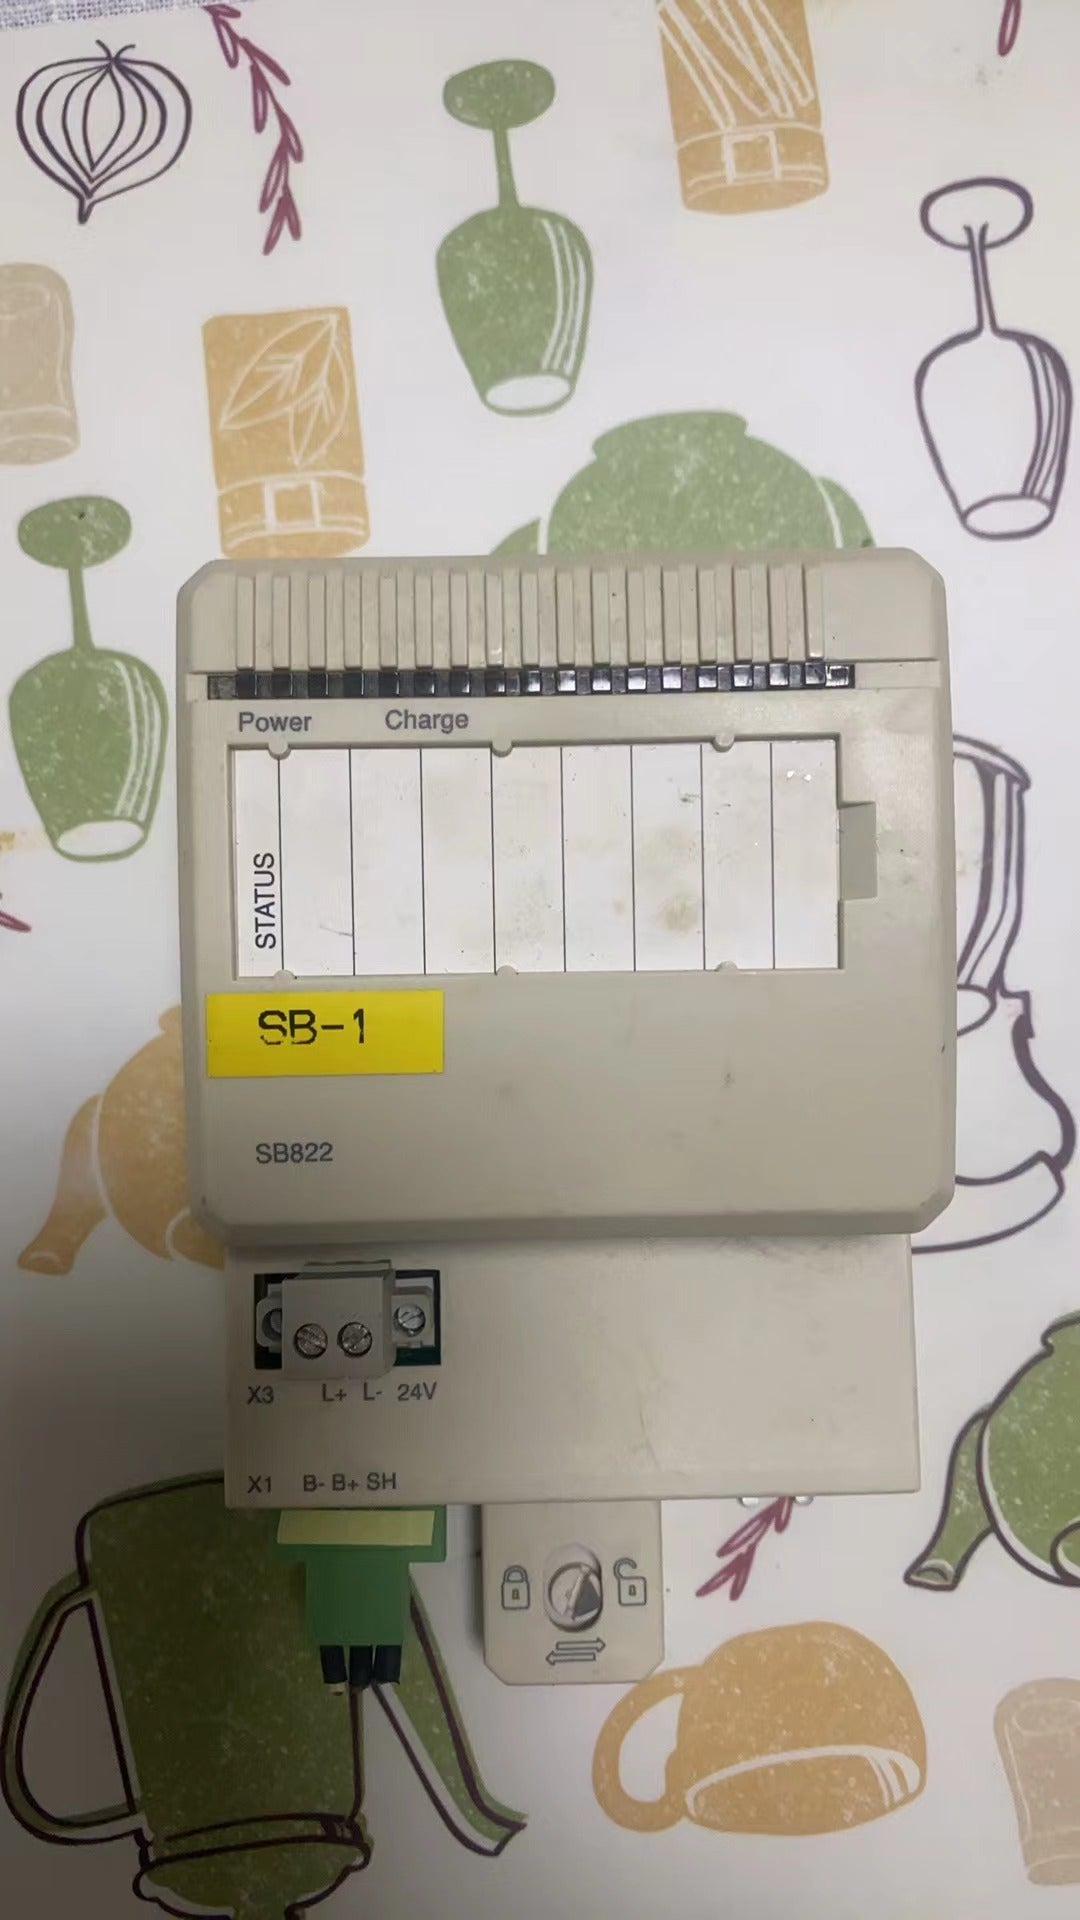 Power Charge
STATUS
SB-1
SB822
X3 L+ L- 24V
X1 B- B+ SH